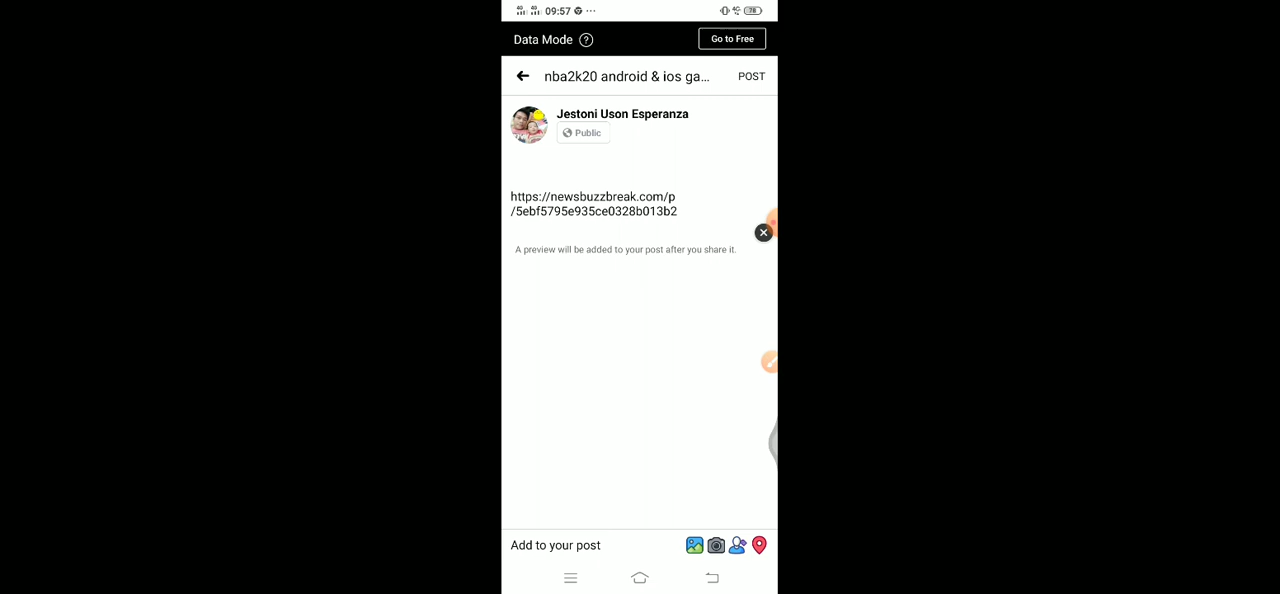 09:57 ...
78
Data Mode ?
Go to Free
nba2k20 android & ios ga...
POST
Jestoni Uson Esperanza
Public
https://newsbuzzbreak.com/p
/5ebf5795e935ce0328b013b2
A preview will be added to your post after you share it.
Add to your post